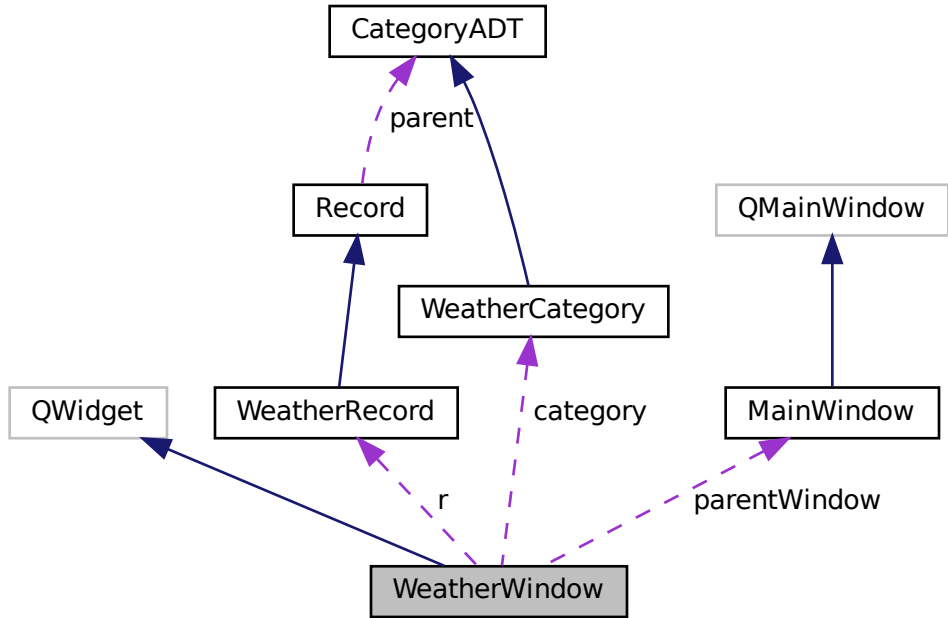 CategoryADT
parent
Record
QMainWindow
WeatherCategory
QWidget
WeatherRecord
category
MainWindow
r
parentWindow
WeatherWindow